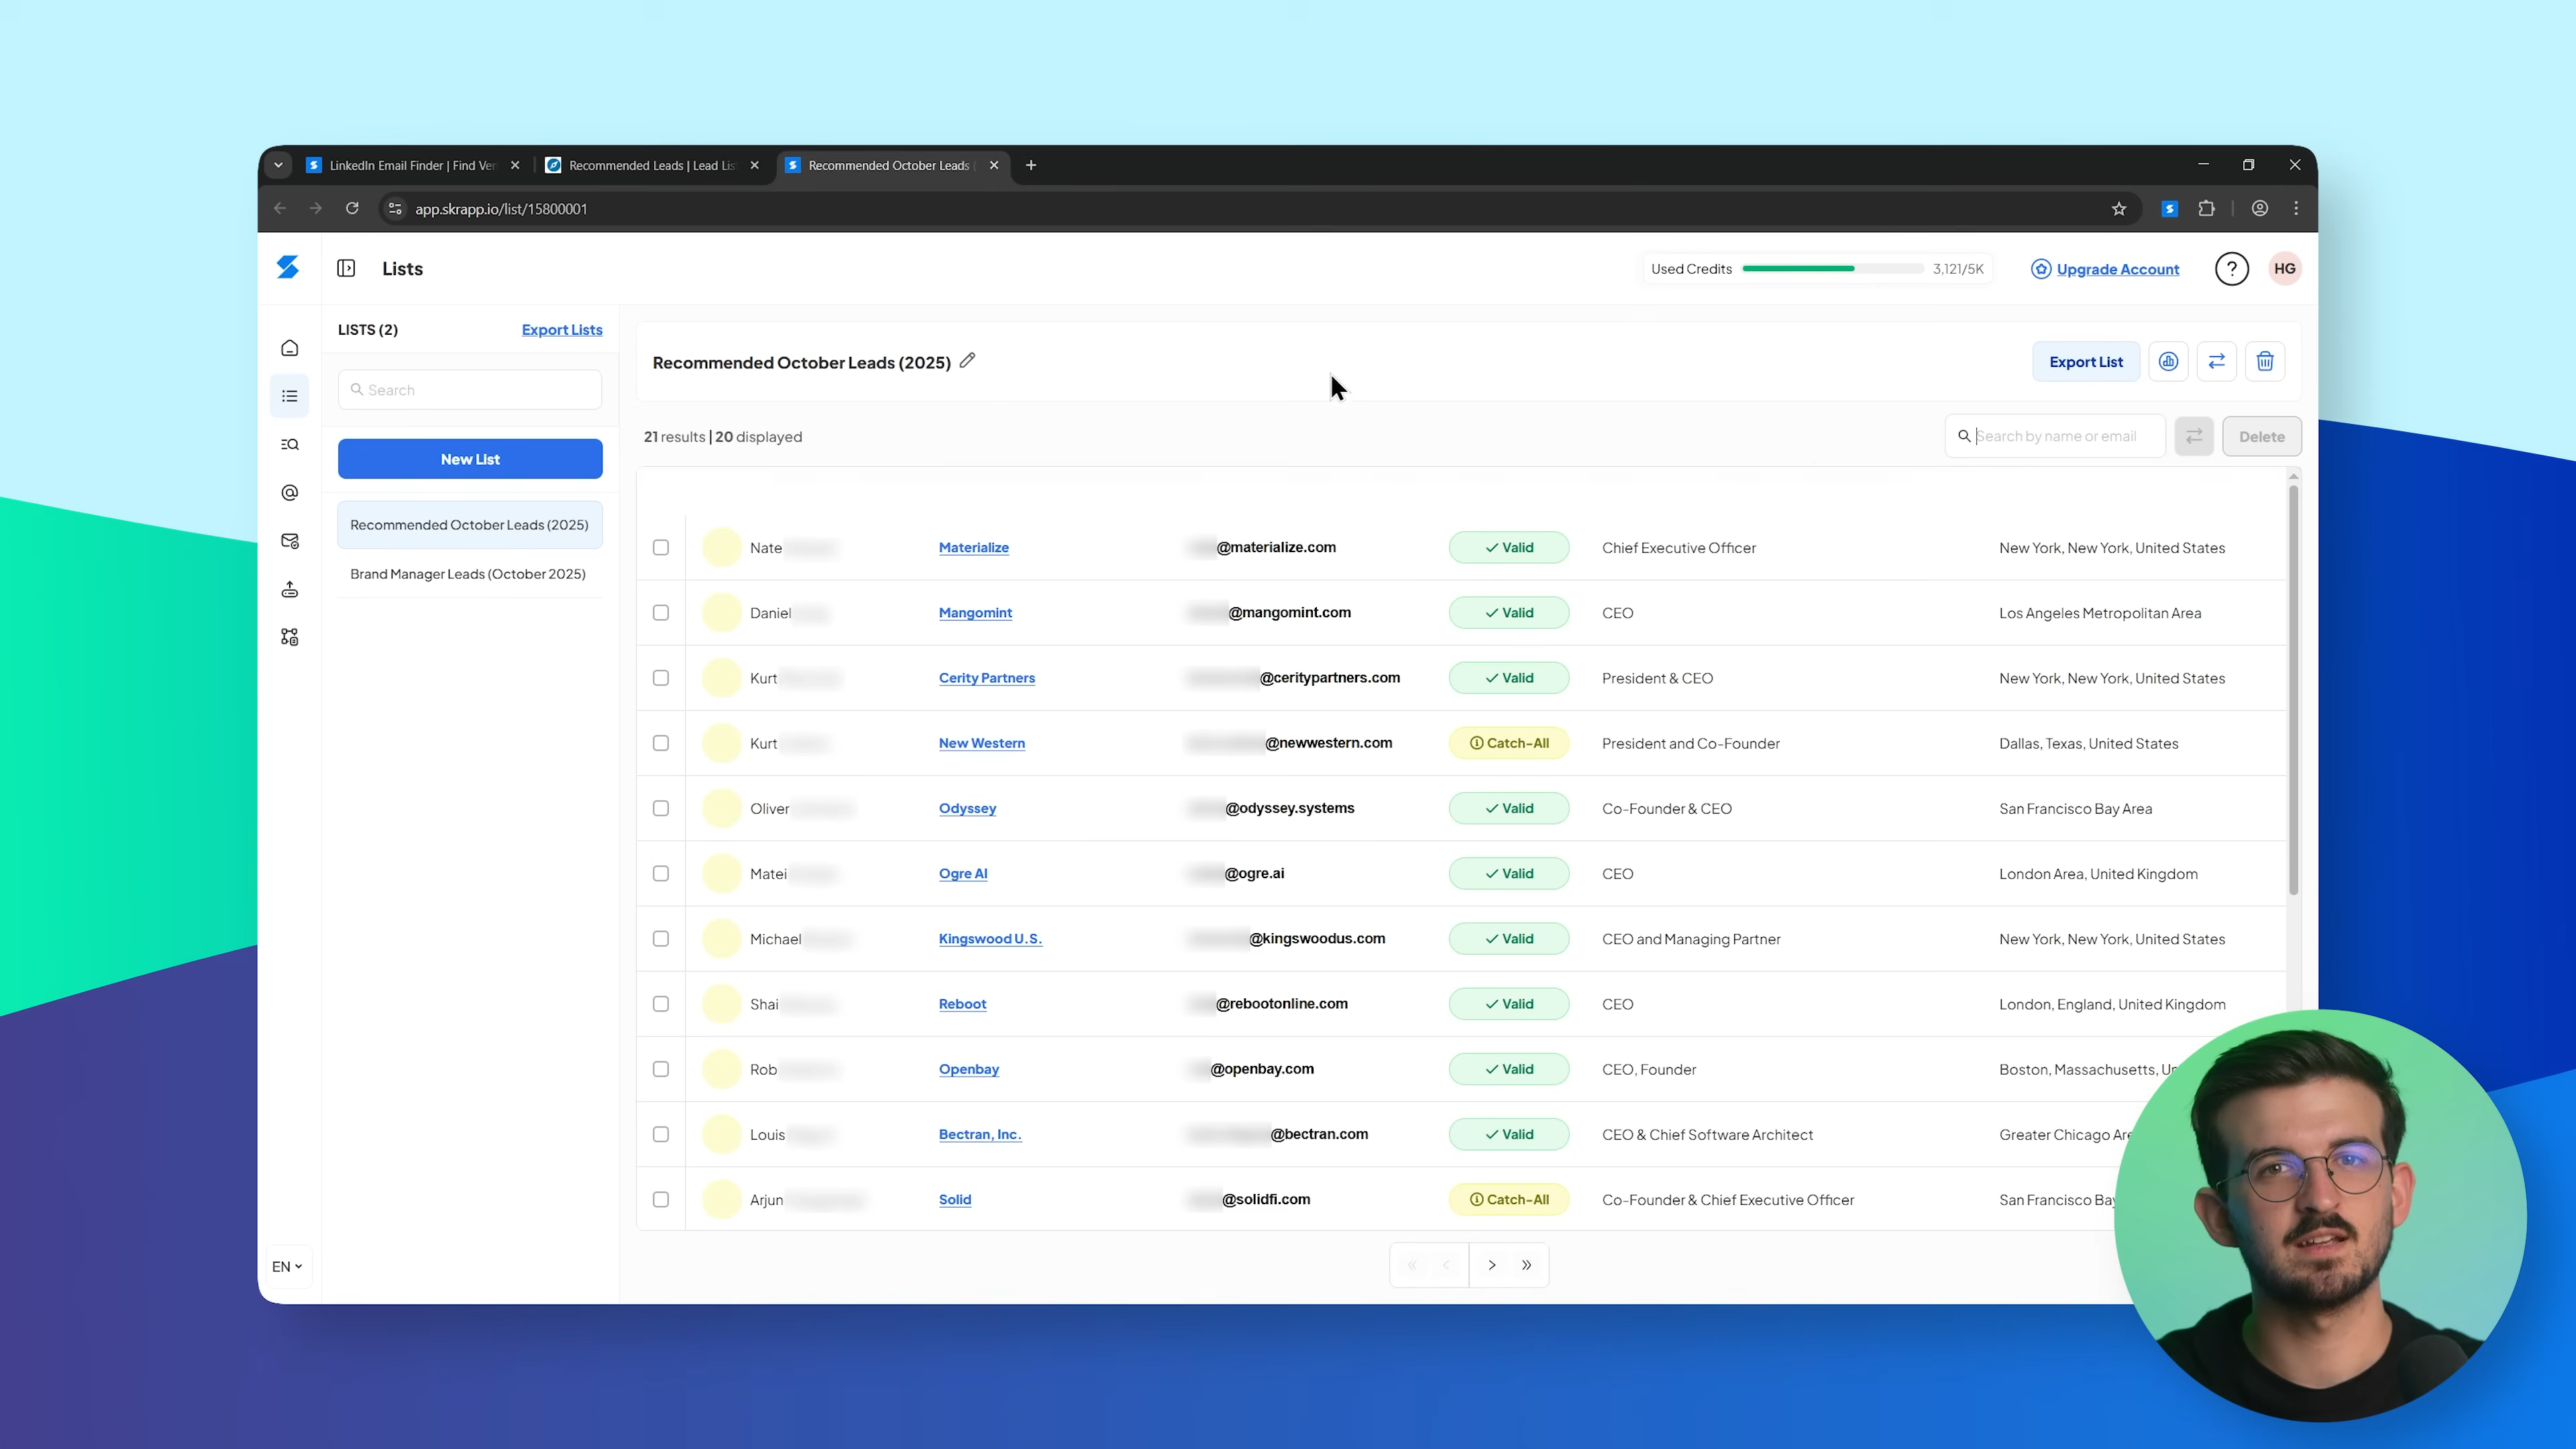 LinkedIn Email Finder | Find Ver
Recommended Leads | Lead Lis
Recommended October Leads
app.skrapp.io/list/15800001
Lists
Used Credits
3,121/5K
Upgrade Account
?
HG
LISTS (2)
Export Lists
Search
New List
Recommended October Leads (2025)
Brand Manager Leads (October 2025)
EN
Recommended October Leads (2025)
Export List
21 results | 20 displayed
Search by name or email
Delete
Nate Materialize @materialize.com Valid Chief Executive Officer New York, New York, United States
Daniel Mangomint @mangomint.com Valid CEO Los Angeles Metropolitan Area
Kurt Cerity Partners @ceritypartners.com Valid President & CEO New York, New York, United States
Kurt New Western @newwestern.com Catch-All President and Co-Founder Dallas, Texas, United States
Oliver Odyssey @odyssey.systems Valid Co-Founder & CEO San Francisco Bay Area
Matei Ogre AI @ogre.ai Valid CEO London Area, United Kingdom
Michael Kingswood U.S. @kingswoodus.com Valid CEO and Managing Partner New York, New York, United States
Shai Reboot @rebootonline.com Valid CEO London, England, United Kingdom
Rob Openbay @openbay.com Valid CEO, Founder Boston, Massachusetts, Un
Louis Bectran, Inc. @bectran.com Valid CEO & Chief Software Architect Greater Chicago Are
Arjun Solid @solidfi.com Catch-All Co-Founder & Chief Executive Officer San Francisco Bay